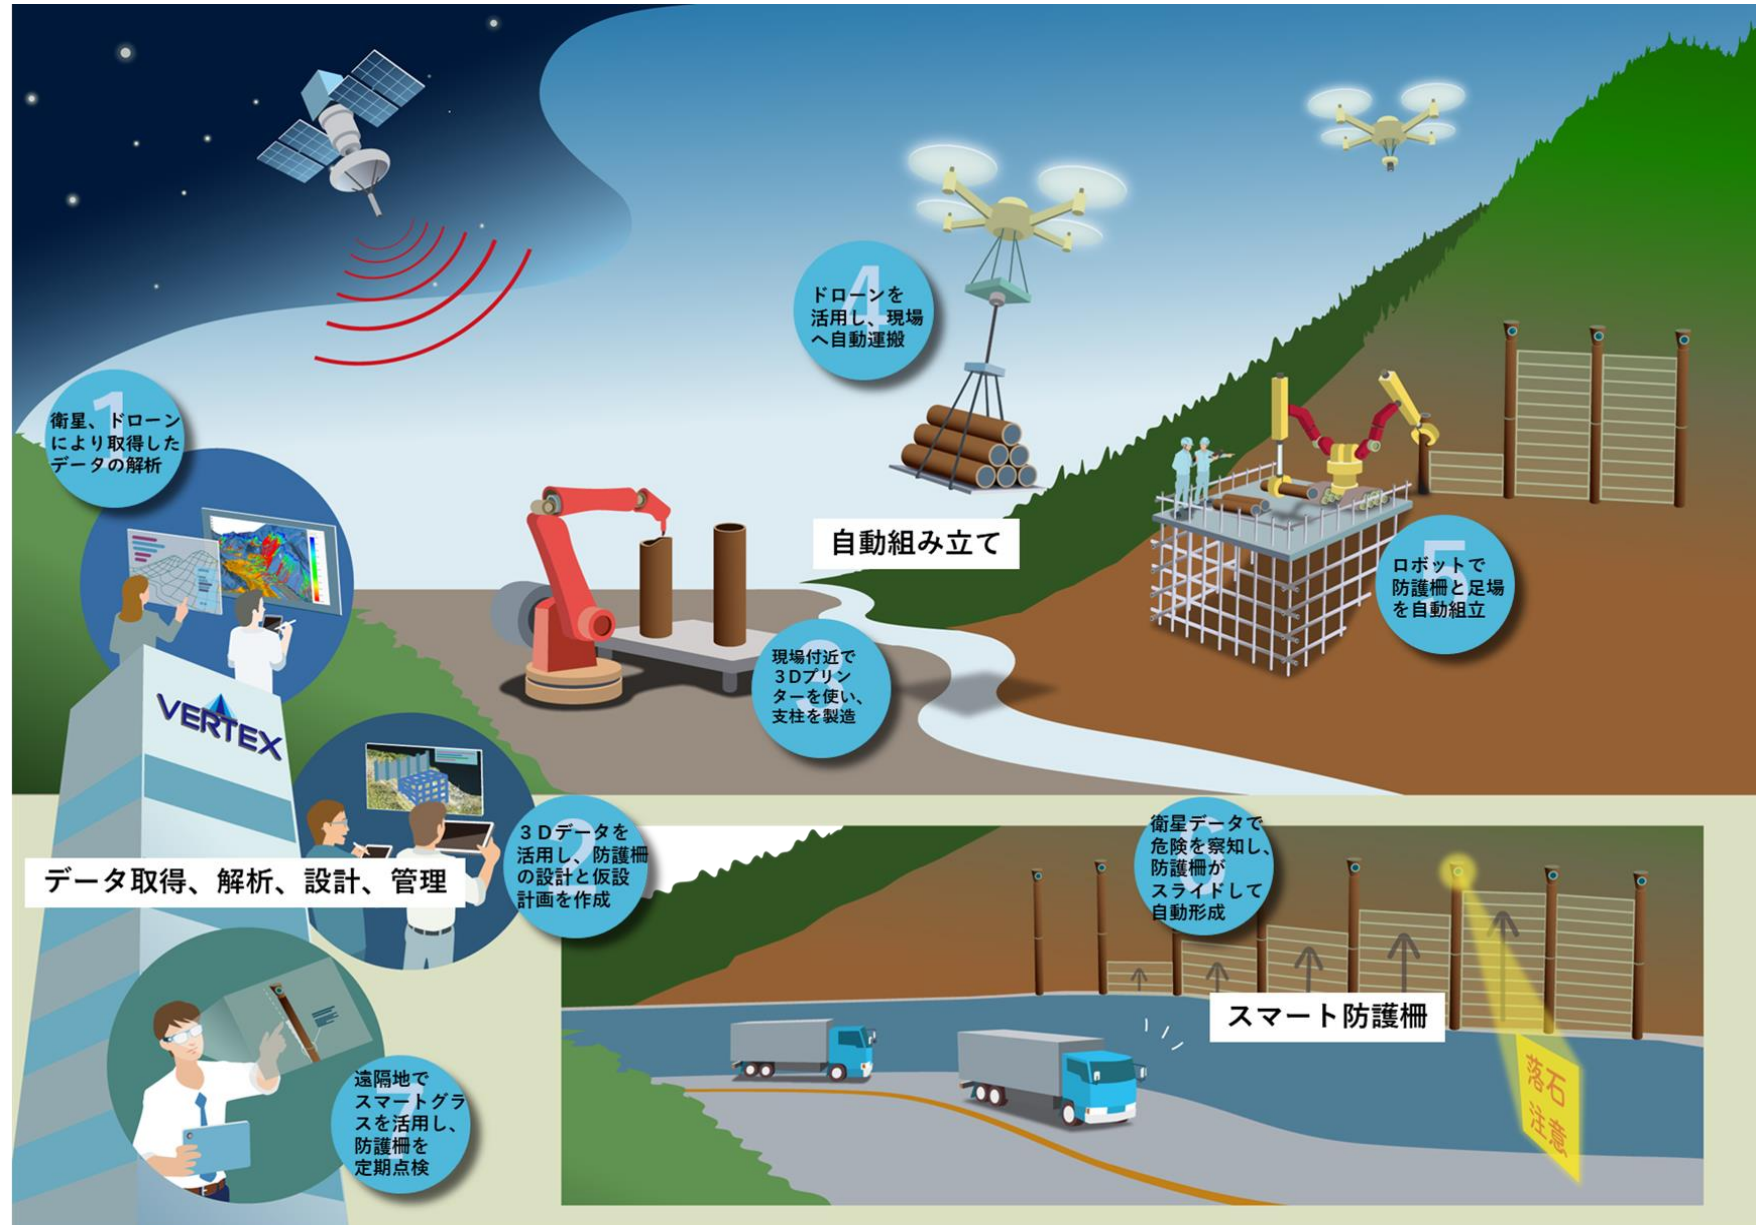 1
衛星、ドローン
により取得した
データの解析
4
ドローンを
活用し、現場
へ自動運搬
自動組み立て
5
ロボットで
防護柵と足場
を自動組立
3
現場付近で
3Dプリン
ターを使い、
支柱を製造
VERTEX
2
3Dデータを
活用し、防護柵
の設計と仮設
計画を作成
データ取得、解析、設計、管理
6
衛星データで
危険を察知し、
防護柵が
スライドして
自動形成
スマート防護柵
落石
注意
7
遠隔地で
スマートグラ
スを活用し、
防護柵を
定期点検